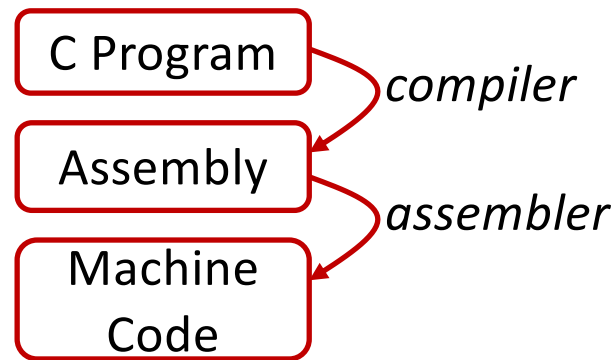 C Program
compiler
Assembly
assembler
Machine
Code